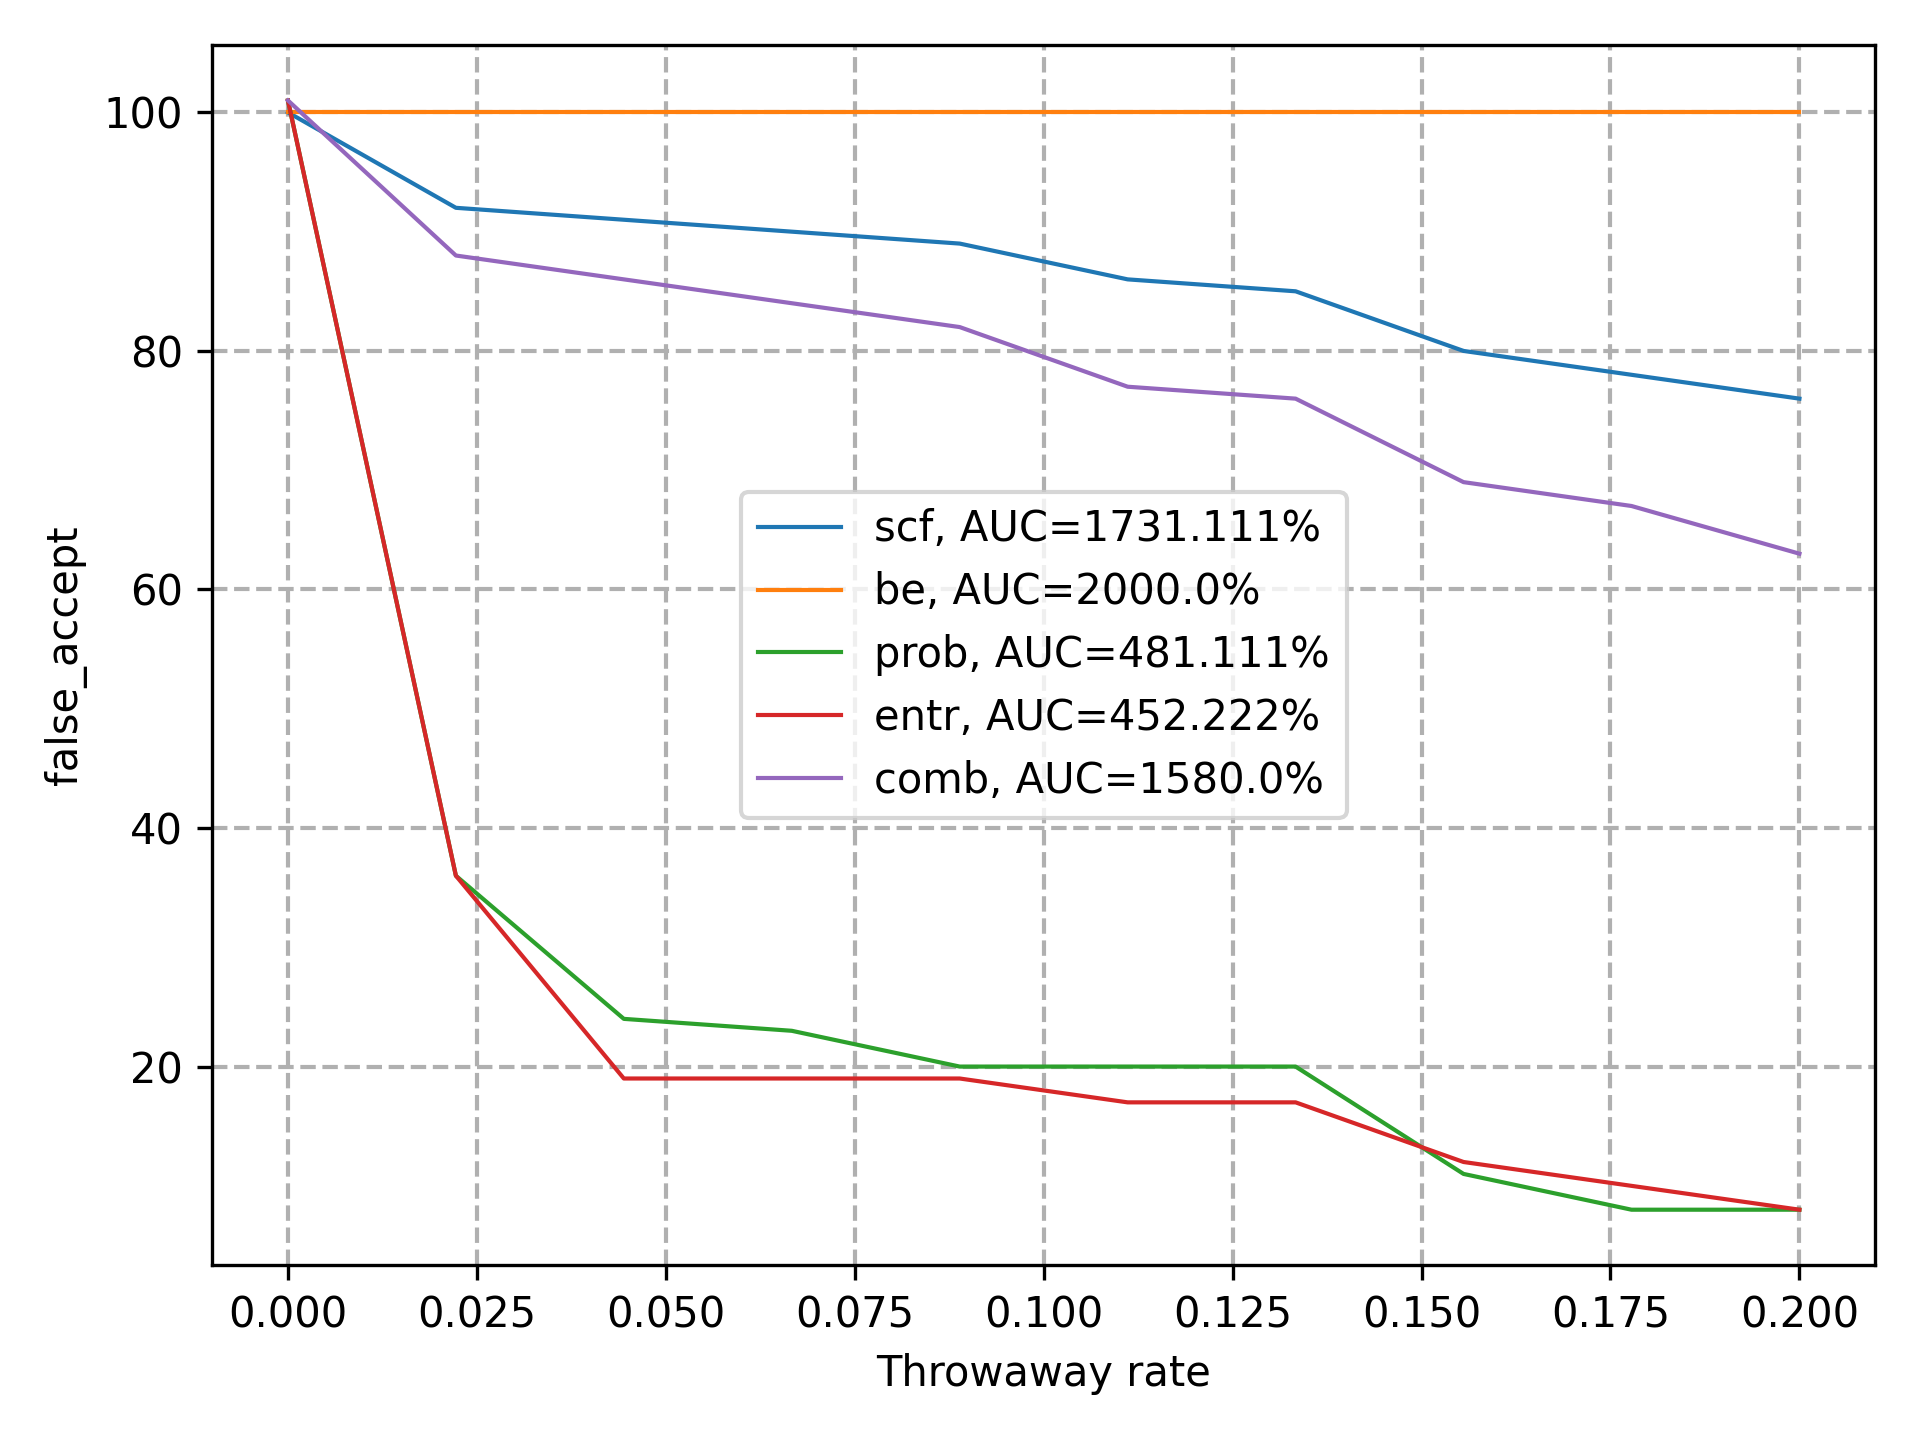 100
80
60
40
20
false_accept
scf, AUC=1731.111%
be, AUC=2000.0%
prob, AUC=481.111%
entr, AUC=452.222%
comb, AUC=1580.0%
0.000 0.025 0.050 0.075 0.100 0.125 0.150 0.175 0.200
Throwaway rate